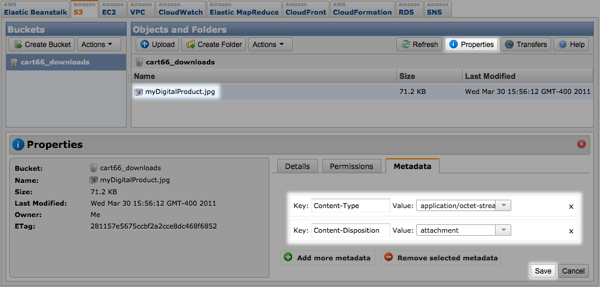 AWS Amazon Amazon Amazon Amazon Amazon Amazon AWS Amazon Amazon
Elastic Beanstalk S3 EC2 VPC CloudWatch Elastic MapReduce CloudFront CloudFormation RDS SNS
Buckets
Create Bucket Actions
cart66_downloads
Objects and Folders
Upload Create Folder Actions Refresh Properties Transfers Help
cart66_downloads
Name Size Last Modified
myDigitalProduct.jpg 71.2 KB Wed Mar 30 15:56:12 GMT-400 2011
Properties
Bucket: cart66_downloads
Name: myDigitalProduct.jpg
Size: 71.2 KB
Last Modified: Wed Mar 30 15:56:12 GMT-400 2011
Owner: Me
ETag: 281157e5675ccbf2a2cce8dc468f6852
Details Permissions Metadata
Key: Content-Type Value: application/octet-strea x
Key: Content-Disposition Value: attachment x
Add more metadata Remove selected metadata
Save Cancel